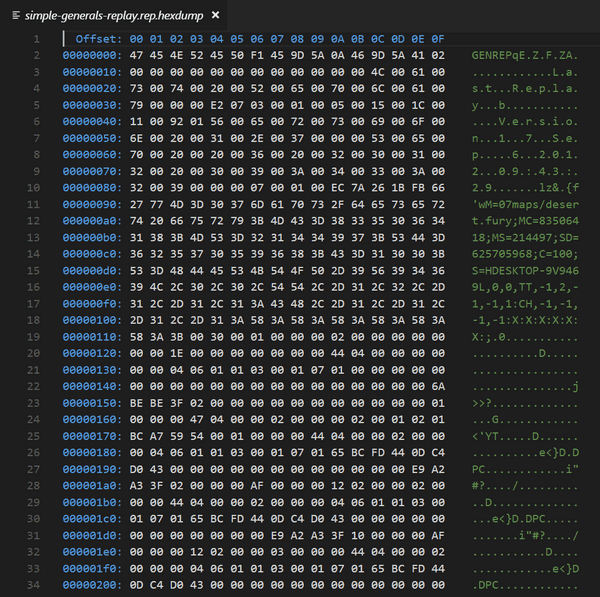 simple-generals-replay.rep.hexdump ×
1 Offset: 00 01 02 03 04 05 06 07 08 09 0A 0B 0C 0D 0E 0F
2 00000000: 47 45 4E 52 45 50 F1 45 9D 5A 0A 46 9D 5A 41 02 GENREPqE.Z.F.ZA.
3 00000010: 00 00 00 00 00 00 00 00 00 00 00 00 4C 00 61 00 ............L.a.
4 00000020: 73 00 74 00 20 00 52 00 65 00 70 00 6C 00 61 00 s.t...R.e.p.l.a.
5 00000030: 79 00 00 00 E2 07 03 00 01 00 05 00 15 00 1C 00 y...b...........
6 00000040: 11 00 92 01 56 00 65 00 72 00 73 00 69 00 6F 00 ....V.e.r.s.i.o.
7 00000050: 6E 00 20 00 31 00 2E 00 37 00 00 00 53 00 65 00 n...1...7...S.e.
8 00000060: 70 00 20 00 20 00 36 00 20 00 32 00 30 00 31 00 p.....6...2.0.1.
9 00000070: 32 00 20 00 30 00 39 00 3A 00 34 00 33 00 3A 00 2...0.9.:.4.3.:.
10 00000080: 32 00 39 00 00 00 07 00 01 00 EC 7A 26 1B FB 66 2.9.......lz&.{f
11 00000090: 27 77 4D 3D 30 37 6D 61 70 73 2F 64 65 73 65 72 'wM=07maps/deser
12 000000a0: 74 20 66 75 72 79 3B 4D 43 3D 38 33 35 30 36 34 t.fury;MC=835064
13 000000b0: 31 38 3B 4D 53 3D 32 31 34 34 39 37 3B 53 44 3D 18;MS=214497;SD=
14 000000c0: 36 32 35 37 30 35 39 36 38 3B 43 3D 31 30 30 3B 625705968;C=100;
15 000000d0: 53 3D 48 44 45 53 4B 54 4F 50 2D 39 56 39 34 36 S=HDESKTOP-9V946
16 000000e0: 39 4C 2C 30 2C 30 2C 54 54 2C 2D 31 2C 32 2C 2D 9L,0,0,TT,-1,2,-
17 000000f0: 31 2C 2D 31 2C 31 3A 43 48 2C 2D 31 2C 2D 31 2C 1,-1,1:CH,-1,-1,
18 00000100: 2D 31 2C 2D 31 3A 58 3A 58 3A 58 3A 58 3A 58 3A -1,-1:X:X:X:X:X:
19 00000110: 58 3A 3B 00 30 00 00 01 00 00 00 02 00 00 00 00 X:;.0...........
20 00000120: 00 00 1E 00 00 00 00 00 00 00 00 44 04 00 00 00 ...........D....
21 00000130: 00 00 04 06 01 01 03 00 01 07 01 00 00 00 00 00 ................
22 00000140: 00 00 00 00 00 00 00 00 00 00 00 00 00 00 00 6A ...............j
23 00000150: BE BE 3F 02 00 00 00 00 00 00 00 00 00 00 00 01 >>?.............
24 00000160: 00 00 00 47 04 00 00 02 00 00 00 02 00 01 02 01 ...G............
25 00000170: BC A7 59 54 00 01 00 00 00 44 04 00 00 02 00 00 <'YT.....D......
26 00000180: 00 04 06 01 01 03 00 01 07 01 65 BC FD 44 0D C4 ..........e<}D.D
27 00000190: D0 43 00 00 00 00 00 00 00 00 00 00 00 00 E9 A2 PC............i"
28 000001a0: A3 3F 02 00 00 00 AF 00 00 00 12 02 00 00 02 00 #?..../.........
29 000001b0: 00 00 44 04 00 00 02 00 00 00 04 06 01 01 03 00 ..D.............
30 000001c0: 01 07 01 65 BC FD 44 0D C4 D0 43 00 00 00 00 00 ...e<}D.DPC.....
31 000001d0: 00 00 00 00 00 00 E9 A2 A3 3F 10 00 00 00 AF ......i"#?..../
32 000001e0: 00 00 00 12 02 00 00 03 00 00 00 44 04 00 00 02 ...........D....
33 000001f0: 00 00 00 04 06 01 01 03 00 01 07 01 65 BC FD 44 ............e<}D
34 00000200: 0D C4 D0 43 00 00 00 00 00 00 00 00 00 00 00 00 .DPC............